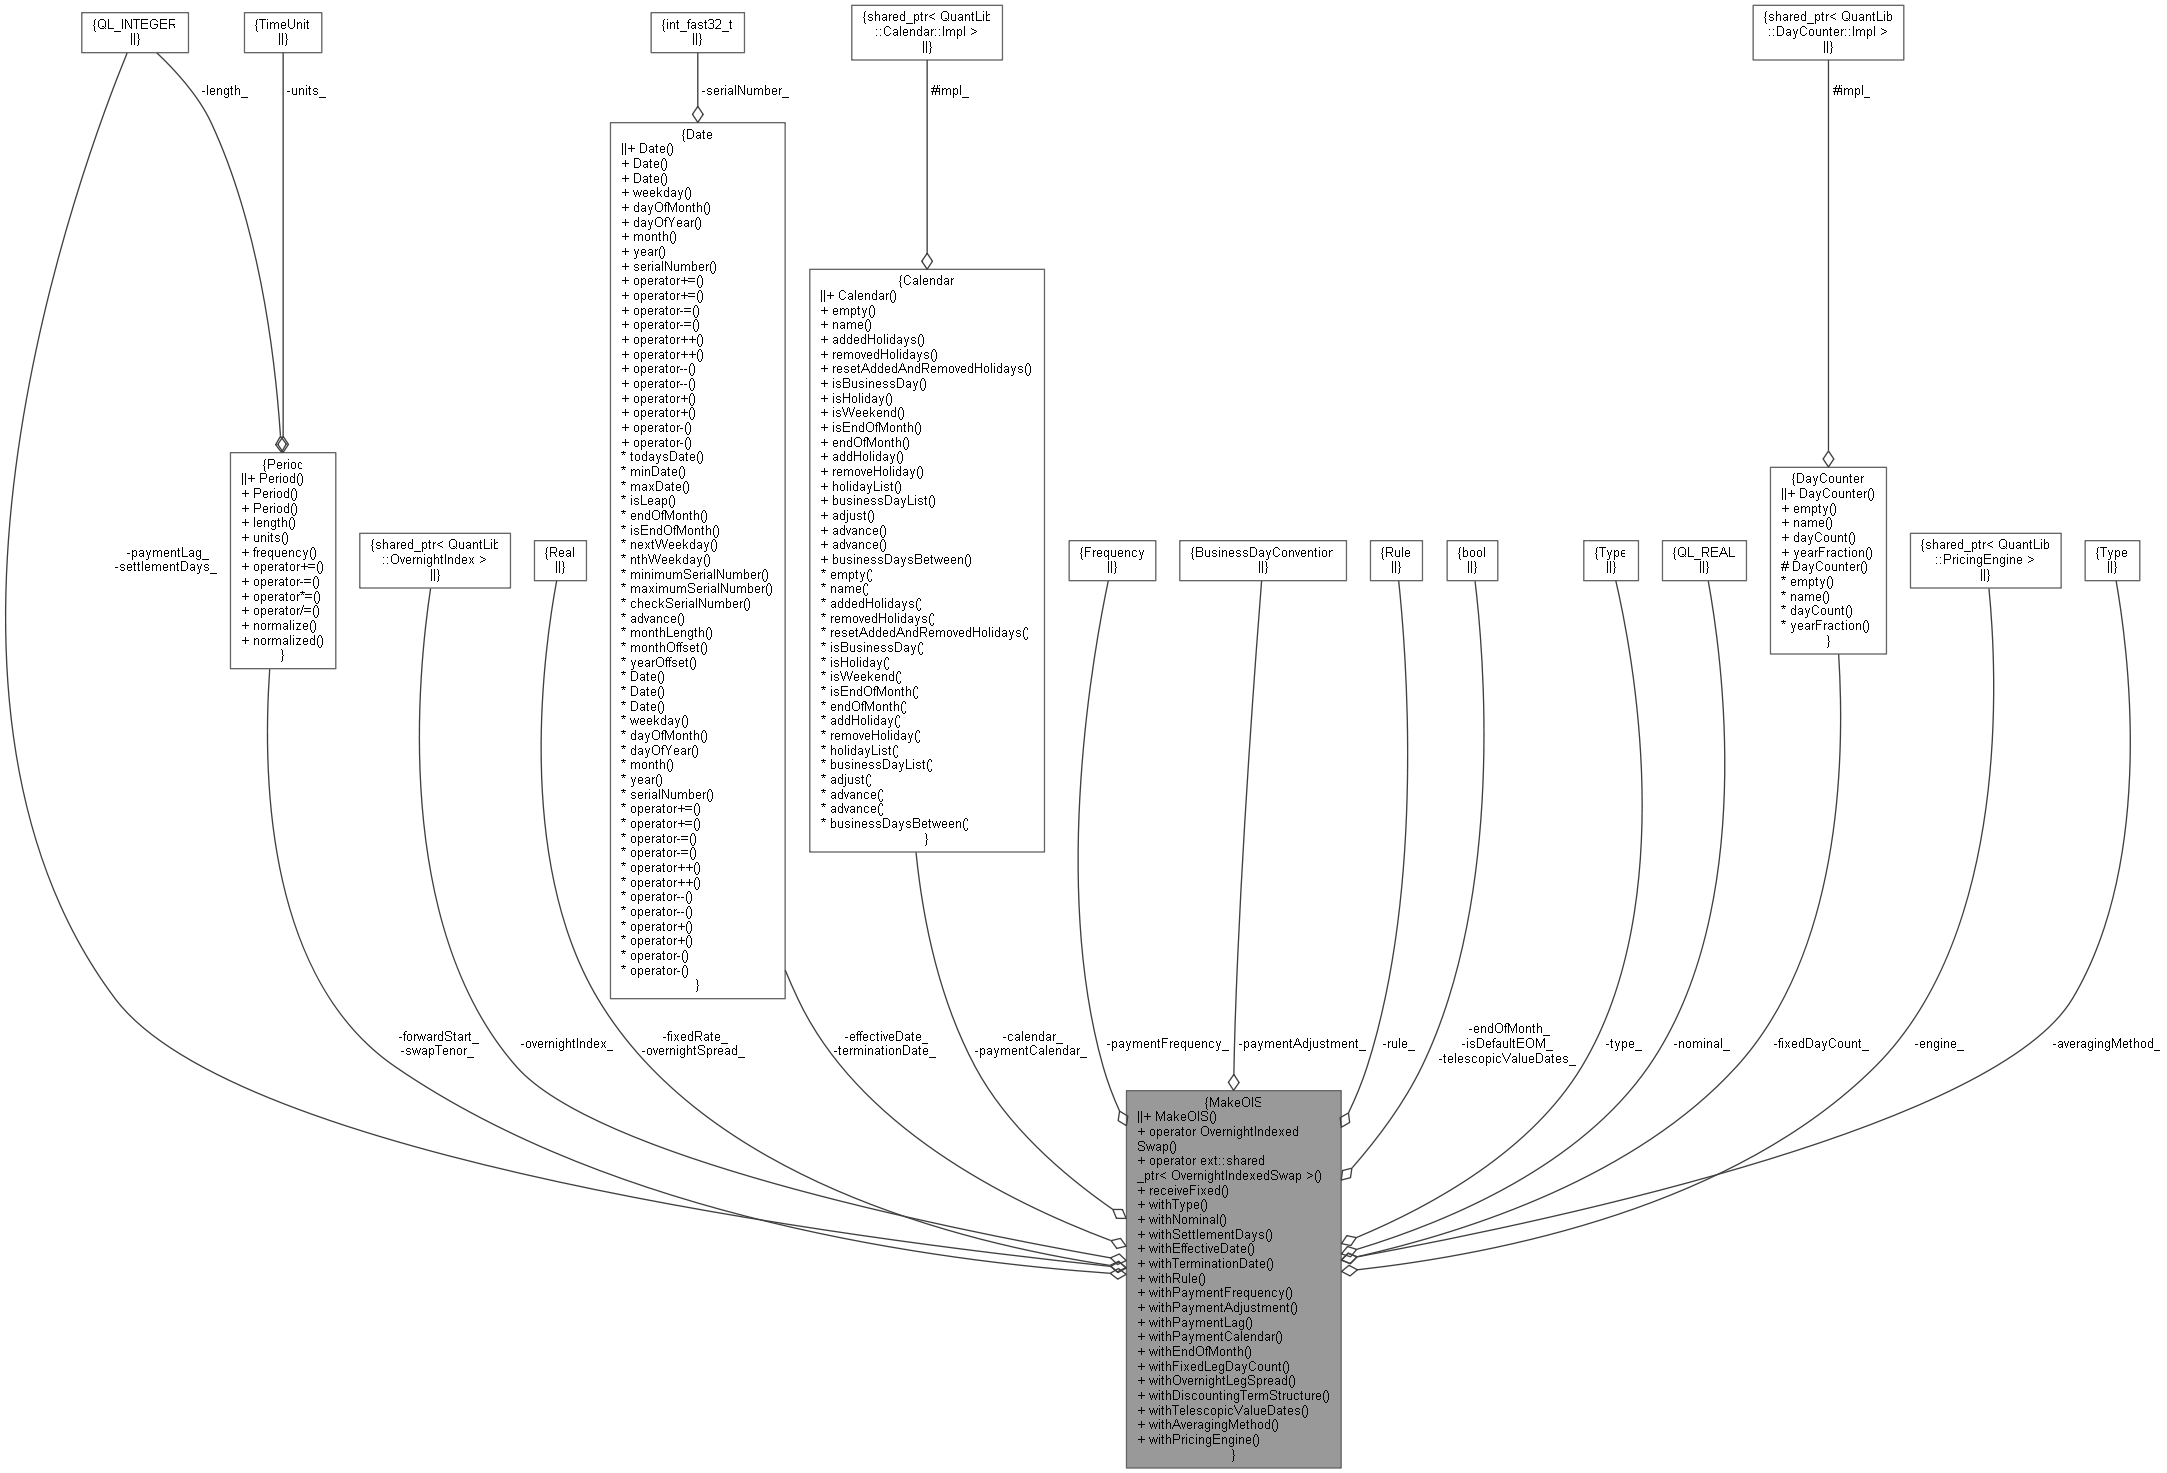 {QL_INTEGER
||}
{TimeUnit
||}
{int_fast32_t
||}
{shared_ptr< QuantLib
::Calendar::Impl >
||}
{shared_ptr< QuantLib
::DayCounter::Impl >
||}
-length_
-units_
-serialNumber_
#impl_
#impl_
{Date
||+ Date()
+ Date()
+ Date()
+ weekday()
+ dayOfMonth()
+ dayOfYear()
+ month()
+ year()
+ serialNumber()
+ operator+=()
+ operator+=()
+ operator-=()
+ operator-=()
+ operator++()
+ operator++()
+ operator--()
+ operator--()
+ operator+()
+ operator+()
+ operator-()
+ operator-()
* todaysDate()
* minDate()
* maxDate()
* isLeap()
* endOfMonth()
* isEndOfMonth()
* nextWeekday()
* nthWeekday()
* minimumSerialNumber()
* maximumSerialNumber()
* checkSerialNumber()
* advance()
* monthLength()
* monthOffset()
* yearOffset()
* Date()
* Date()
* Date()
* weekday()
* dayOfMonth()
* dayOfYear()
* month()
* year()
* serialNumber()
* operator+=()
* operator+=()
* operator-=()
* operator-=()
* operator++()
* operator++()
* operator--()
* operator--()
* operator+()
* operator+()
* operator-()
* operator-()
}
{Calendar
||+ Calendar()
+ empty()
+ name()
+ addedHolidays()
+ removedHolidays()
+ resetAddedAndRemovedHolidays()
+ isBusinessDay()
+ isHoliday()
+ isWeekend()
+ isEndOfMonth()
+ endOfMonth()
+ addHoliday()
+ removeHoliday()
+ holidayList()
+ businessDayList()
+ adjust()
+ advance()
+ advance()
+ businessDaysBetween()
* empty()
* name()
* addedHolidays()
* removedHolidays()
* resetAddedAndRemovedHolidays()
* isBusinessDay()
* isHoliday()
* isWeekend()
* isEndOfMonth()
* endOfMonth()
* addHoliday()
* removeHoliday()
* holidayList()
* businessDayList()
* adjust()
* advance()
* advance()
* businessDaysBetween()
}
{Period
||+ Period()
+ Period()
+ Period()
+ length()
+ units()
+ frequency()
+ operator+=()
+ operator-=()
+ operator*=()
+ operator/=()
+ normalize()
+ normalized()
}
{DayCounter
||+ DayCounter()
+ empty()
+ name()
+ dayCount()
+ yearFraction()
# DayCounter()
* empty()
* name()
* dayCount()
* yearFraction()
}
-paymentLag_
-settlementDays_
{shared_ptr< QuantLib
::OvernightIndex >
||}
{Real
||}
{Frequency
||}
{BusinessDayConvention
||}
{Rule
||}
{bool
||}
{Type
||}
{QL_REAL
||}
{shared_ptr< QuantLib
::PricingEngine >
||}
{Type
||}
-forwardStart_
-swapTenor_
-overnightIndex_
-fixedRate_
-overnightSpread_
-effectiveDate_
-terminationDate_
-calendar_
-paymentCalendar_
-paymentFrequency_
-paymentAdjustment_
-rule_
-endOfMonth_
-isDefaultEOM_
-telescopicValueDates_
-type_
-nominal_
-fixedDayCount_
-engine_
-averagingMethod_
{MakeOIS
||+ MakeOIS()
+ operator OvernightIndexed
Swap()
+ operator ext::shared
_ptr< OvernightIndexedSwap >()
+ receiveFixed()
+ withType()
+ withNominal()
+ withSettlementDays()
+ withEffectiveDate()
+ withTerminationDate()
+ withRule()
+ withPaymentFrequency()
+ withPaymentAdjustment()
+ withPaymentLag()
+ withPaymentCalendar()
+ withEndOfMonth()
+ withFixedLegDayCount()
+ withOvernightLegSpread()
+ withDiscountingTermStructure()
+ withTelescopicValueDates()
+ withAveragingMethod()
+ withPricingEngine()
}